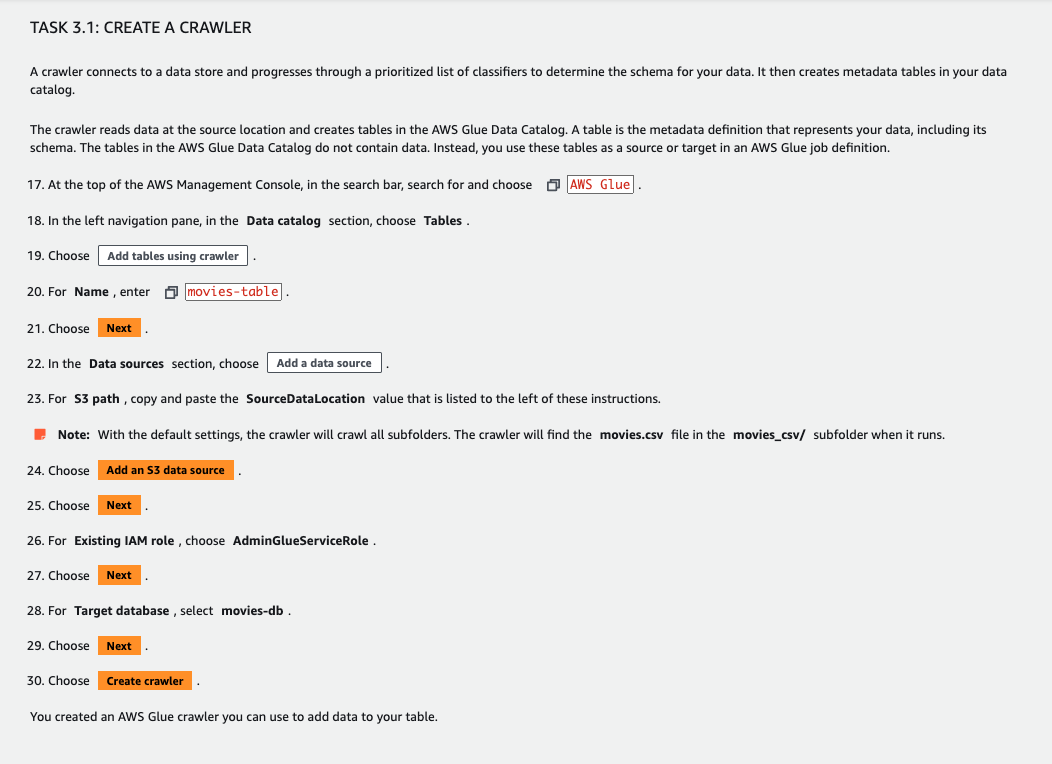 TASK 3.1: CREATE A CRAWLER
A crawler connects to a data store and progresses through a prioritized list of classifiers to determine the schema for your data. It then creates metadata tables in your data
catalog.
The crawler reads data at the source location and creates tables in the AWS Glue Data Catalog. A table is the metadata definition that represents your data, including its
schema. The tables in the AWS Glue Data Catalog do not contain data. Instead, you use these tables as a source or target in an AWS Glue job definition.
17. At the top of the AWS Management Console, in the search bar, search for and choose AWS Glue .
18. In the left navigation pane, in the Data catalog section, choose Tables .
19. Choose Add tables using crawler .
20. For Name , enter movies-table .
21. Choose Next .
22. In the Data sources section, choose Add a data source .
23. For S3 path , copy and paste the SourceDataLocation value that is listed to the left of these instructions.
Note: With the default settings, the crawler will crawl all subfolders. The crawler will find the movies.csv file in the movies_csv/ subfolder when it runs.
24. Choose Add an S3 data source .
25. Choose Next .
26. For Existing IAM role , choose AdminGlueServiceRole .
27. Choose Next .
28. For Target database , select movies-db .
29. Choose Next .
30. Choose Create crawler .
You created an AWS Glue crawler you can use to add data to your table.